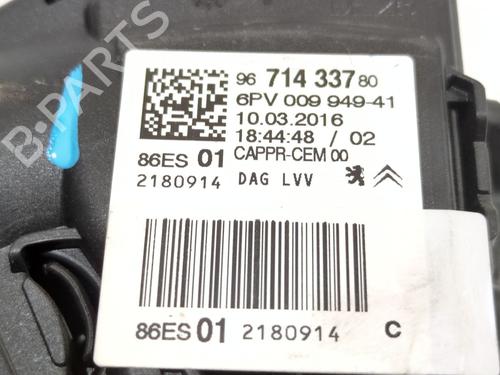 96 714 337 80
6PV 009 949-41
10.03.2016
18:44:48 / 02
86ES 01 CAPPR-CEM 00
2180914 DAG LVV
86ES 01 2180914 C
B-PARTS